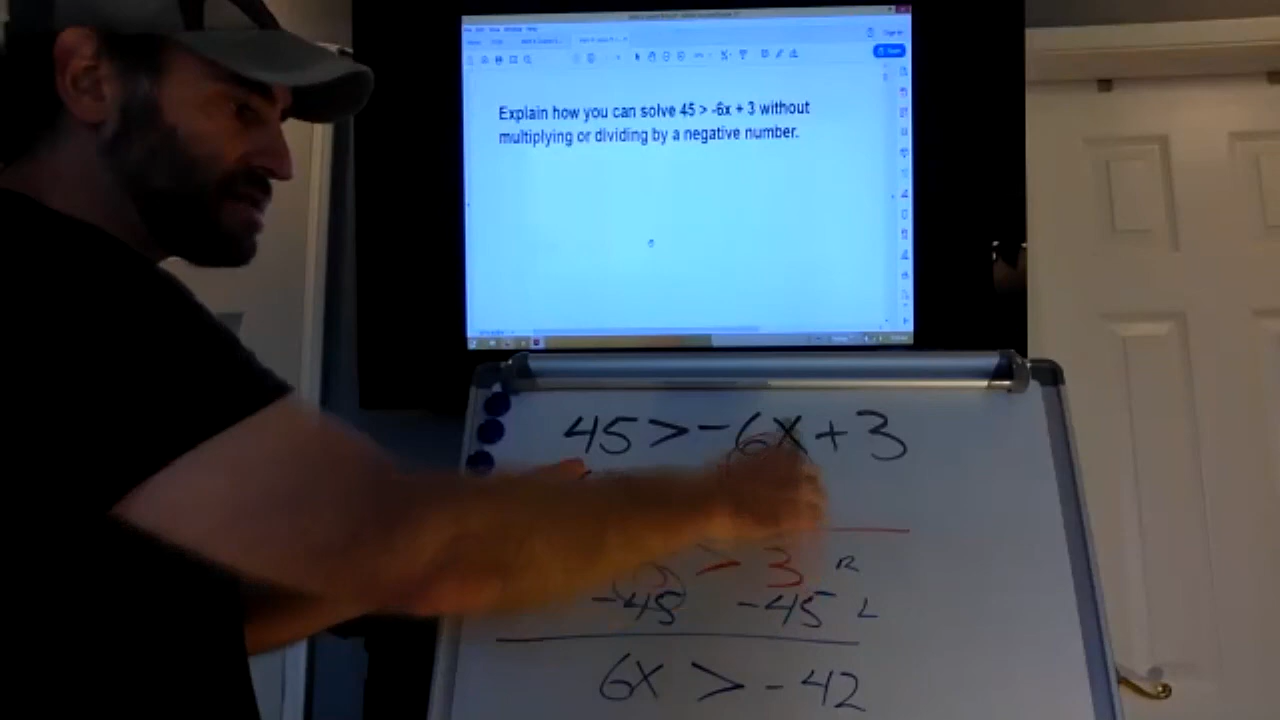 Explain how you can solve 45 > -6x + 3 without
multiplying or dividing by a negative number.
45 > -6x + 3
> 3 R
-45 -45 L
6x > -42